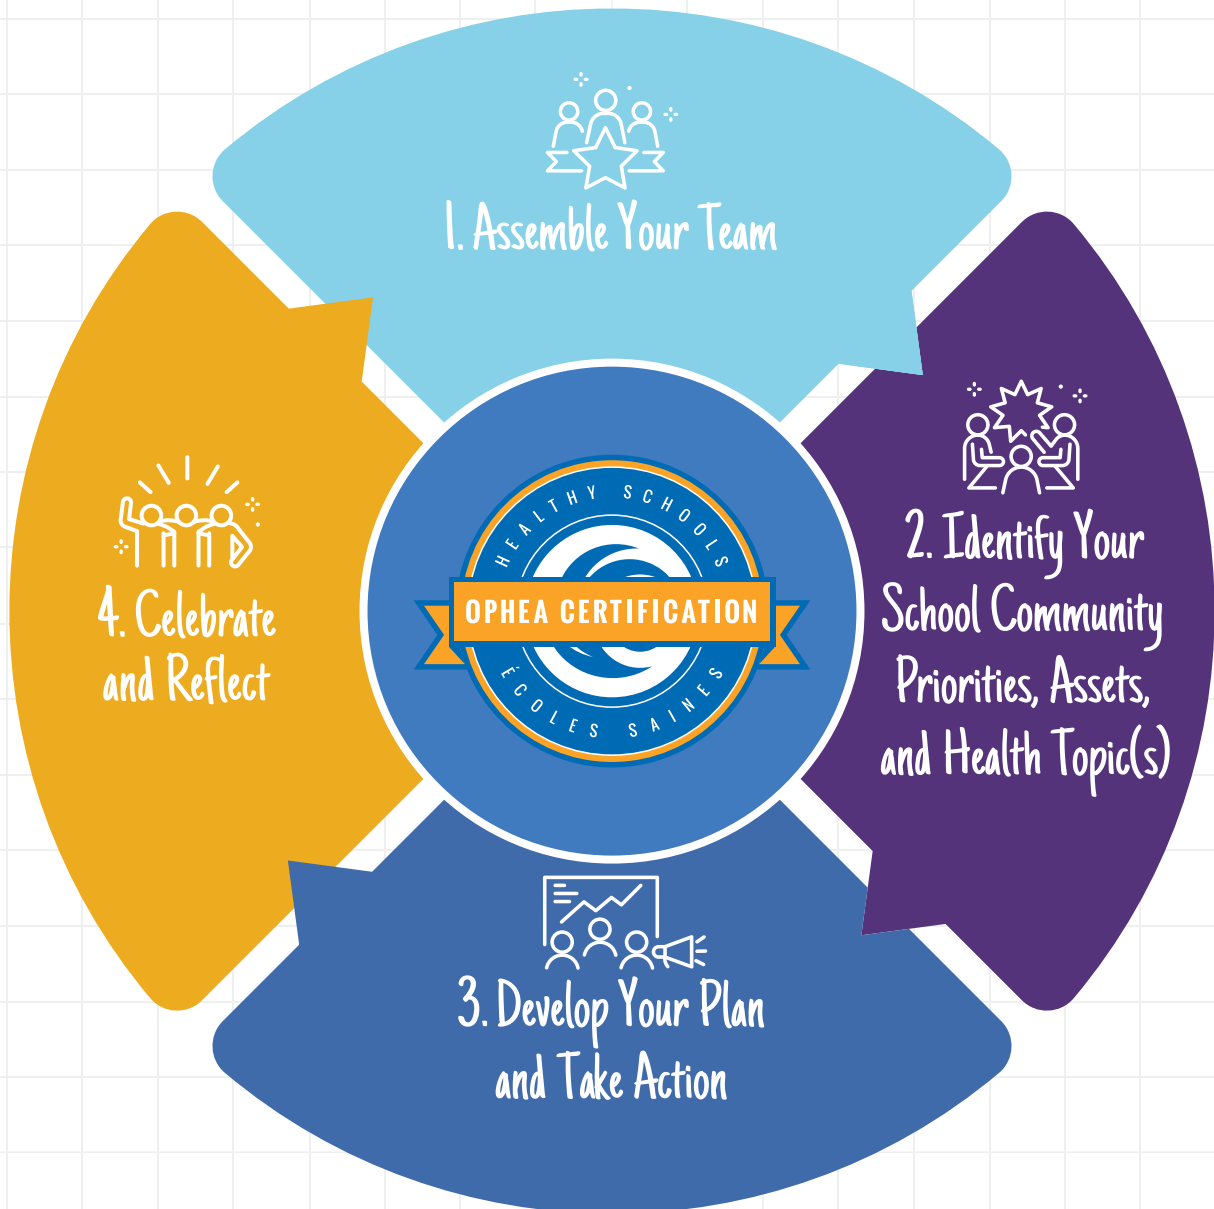 1. Assemble Your Team
2. Identify Your
School Community
Priorities, Assets,
and Health Topic(s)
3. Develop Your Plan
and Take Action
4. Celebrate
and Reflect
HEALTHY SCHOOLS
OPHEA CERTIFICATION
ÉCOLES SAINES